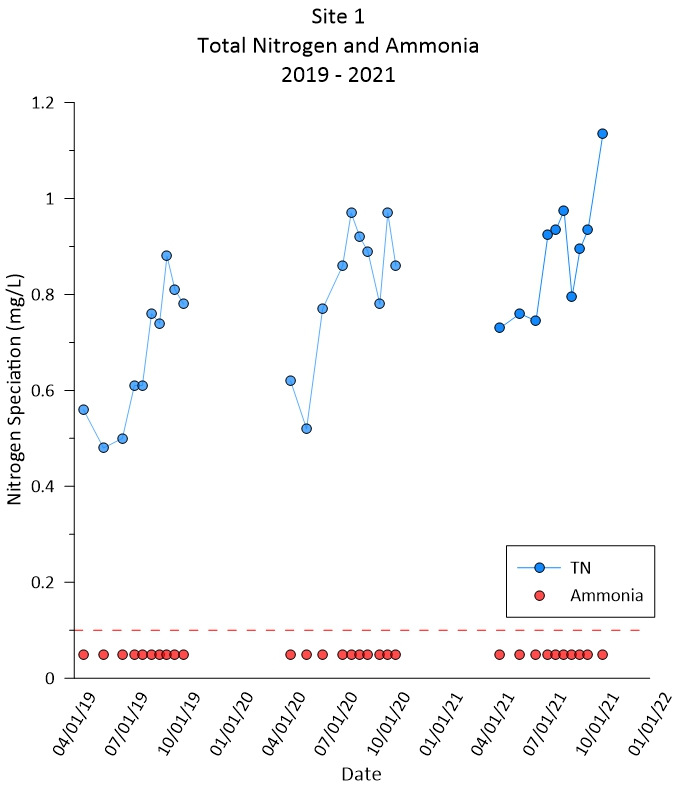 Site 1
Total Nitrogen and Ammonia
2019 - 2021
1.2
1
0.8
0.6
0.4
0.2
0
Nitrogen Speciation (mg/L)
TN
Ammonia
04/01/19
07/01/19
10/01/19
01/01/20
04/01/20
07/01/20
10/01/20
01/01/21
04/01/21
07/01/21
10/01/21
01/01/22
Date